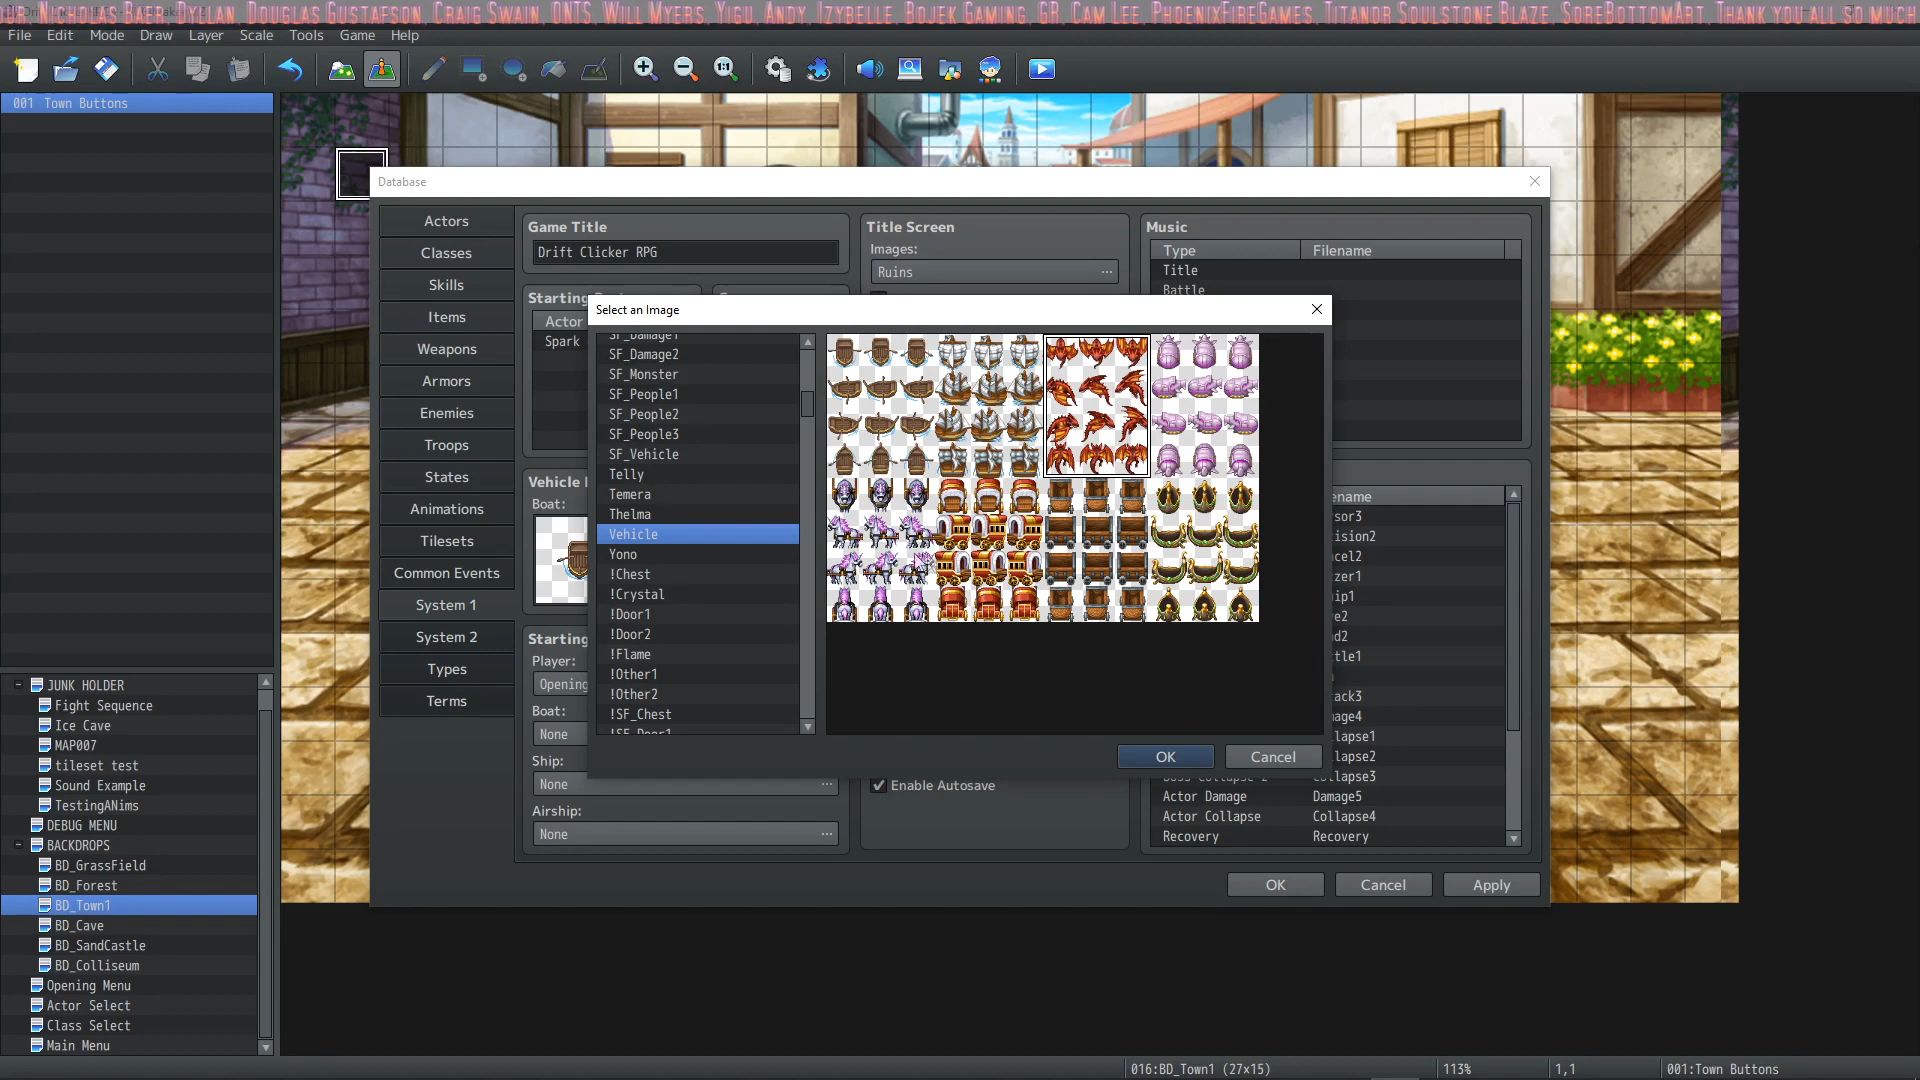 Dylan, Douglas Gustafson, Craig Swain, ONTS, Will Myers, You, Andy, Izybelle, Bojek Gaming, GR, Cam Lee, PhoenixFireGames, Titanor Soulstone Blaze, SoreBottomArt, Thank you all so much
File Edit Mode Draw Layer Scale Tools Game Help
001 Town Buttons
Database
Actors
Classes
Skills
Items
Weapons
Armors
Enemies
Troops
States
Animations
Tilesets
Common Events
System 1
System 2
Types
Terms
Game Title
Drift Clicker RPG
Starting
Actor
Spark
Vehicle
Boat:
Starting
Player:
Opening
Boat:
None
Ship:
None
Airship:
None
Title Screen
Images:
Ruins
Enable Autosave
Music
Type Filename
Title
Battle
Select an Image
SF_Damage1
SF_Damage2
SF_Monster
SF_People1
SF_People2
SF_People3
SF_Vehicle
Telly
Temera
Thelma
Vehicle
Yono
!Chest
!Crystal
!Door1
!Door2
!Flame
!Other1
!Other2
!SF_Chest
!SF_Door1
OK Cancel
Actor Damage Damage5
Actor Collapse Collapse4
Recovery Recovery
OK Cancel Apply
JUNK HOLDER
Fight Sequence
Ice Cave
MAP007
tileset test
Sound Example
TestingANims
DEBUG MENU
BACKDROPS
BD_GrassField
BD_Forest
BD_Town1
BD_Cave
BD_SandCastle
BD_Colliseum
Opening Menu
Actor Select
Class Select
Main Menu
016:BD_Town1 (27x15) 113% 1,1 001:Town Buttons